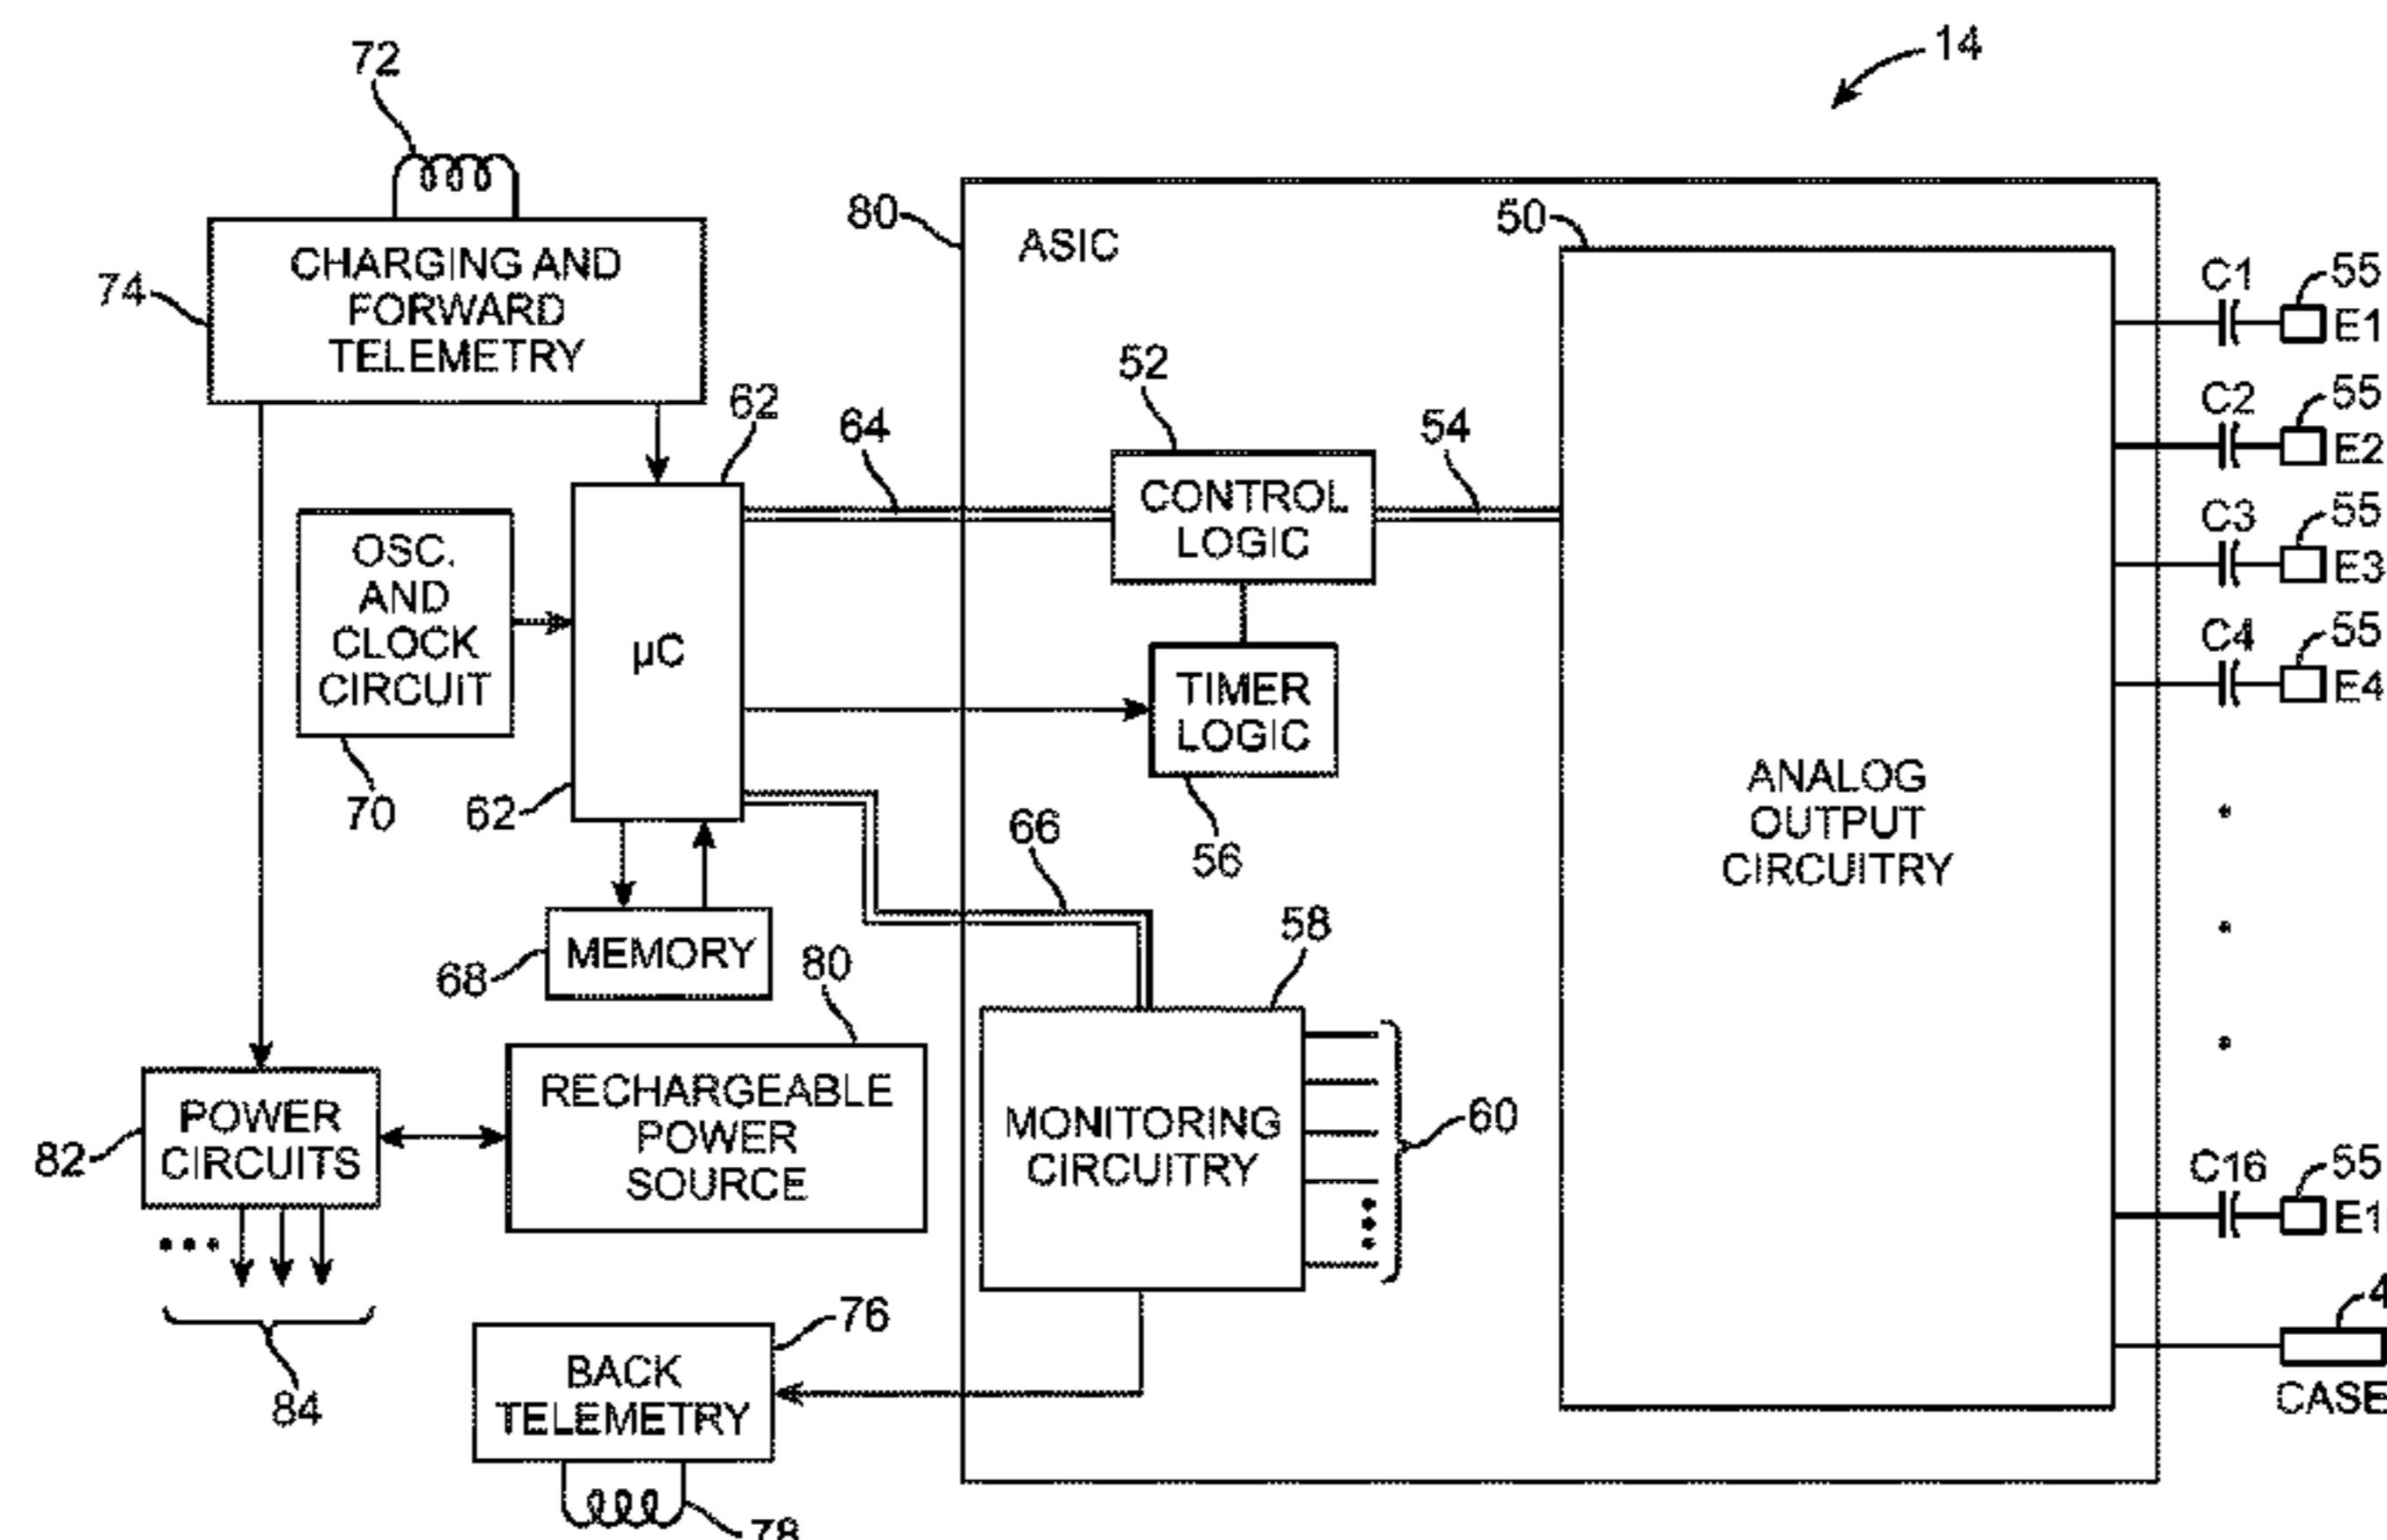 14
72
80
ASIC
50
CHARGING AND
FORWARD
TELEMETRY
74
C1
55
E1
52
62
64
54
C2
55
E2
CONTROL
LOGIC
OSC.
AND
CLOCK
CIRCUIT
70
µC
62
C3
55
E3
TIMER
LOGIC
56
C4
55
E4
ANALOG
OUTPUT
CIRCUITRY
66
MEMORY
68
80
58
RECHARGEABLE
POWER
SOURCE
POWER
CIRCUITS
82
MONITORING
CIRCUITRY
60
C16
55
E1
84
76
BACK
TELEMETRY
78
4
CASE